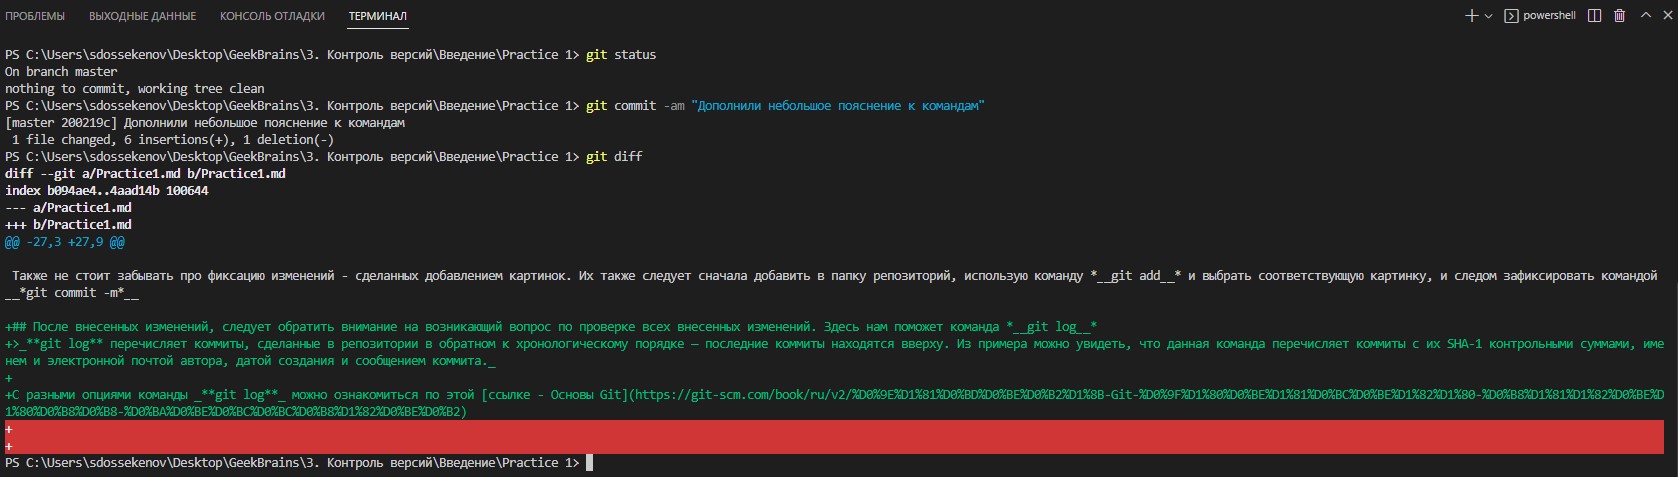 ПРОБЛЕМЫ ВЫХОДНЫЕ ДАННЫЕ КОНСОЛЬ ОТЛАДКИ ТЕРМИНАЛ powershell
PS C:\Users\sdossekenov\Desktop\GeekBrains\3. Контроль версий\Введение\Practice 1> git status
On branch master
nothing to commit, working tree clean
PS C:\Users\sdossekenov\Desktop\GeekBrains\3. Контроль версий\Введение\Practice 1> git commit -am "Дополнили небольшое пояснение к командам"
[master 200219c] Дополнили небольшое пояснение к командам
 1 file changed, 6 insertions(+), 1 deletion(-)
PS C:\Users\sdossekenov\Desktop\GeekBrains\3. Контроль версий\Введение\Practice 1> git diff
diff --git a/Practice1.md b/Practice1.md
index b094ae4..4aad14b 100644
--- a/Practice1.md
+++ b/Practice1.md
@@ -27,3 +27,9 @@
 Также не стоит забывать про фиксацию изменений - сделанных добавлением картинок. Их также следует сначала добавить в папку репозиторий, использую команду *__git add__* и выбрать соответствующую картинку, и следом зафиксировать командой
__*git commit -m*__
+## После внесенных изменений, следует обратить внимание на возникающий вопрос по проверке всех внесенных изменений. Здесь нам поможет команда *__git log__*
+>_**git log** перечисляет коммиты, сделанные в репозитории в обратном к хронологическому порядке — последние коммиты находятся вверху. Из примера можно увидеть, что данная команда перечисляет коммиты с их SHA-1 контрольными суммами, име
нем и электронной почтой автора, датой создания и сообщением коммита._
+
+С разными опциями команды _**git log**_ можно ознакомиться по этой [ссылке - Основы Git](https://git-scm.com/book/ru/v2/%D0%9E%D1%81%D0%BD%D0%BE%D0%B2%D1%8B-Git-%D0%9F%D1%80%D0%BE%D1%81%D0%BC%D0%BE%D1%82%D1%80-%D0%B8%D1%81%D1%82%D0%BE%D
1%80%D0%B8%D0%B8-%D0%BA%D0%BE%D0%BC%D0%BC%D0%B8%D1%82%D0%BE%D0%B2)
+
+
PS C:\Users\sdossekenov\Desktop\GeekBrains\3. Контроль версий\Введение\Practice 1>